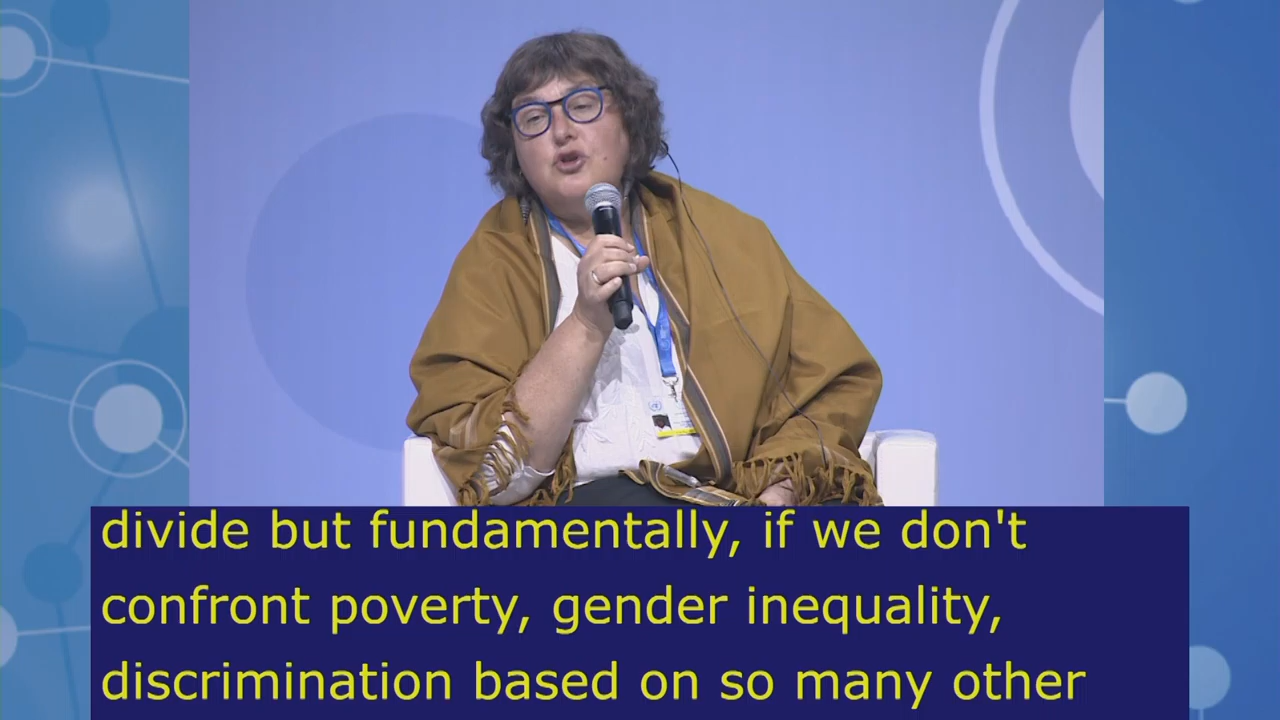 divide but fundamentally, if we don't
confront poverty, gender inequality,
discrimination based on so many other